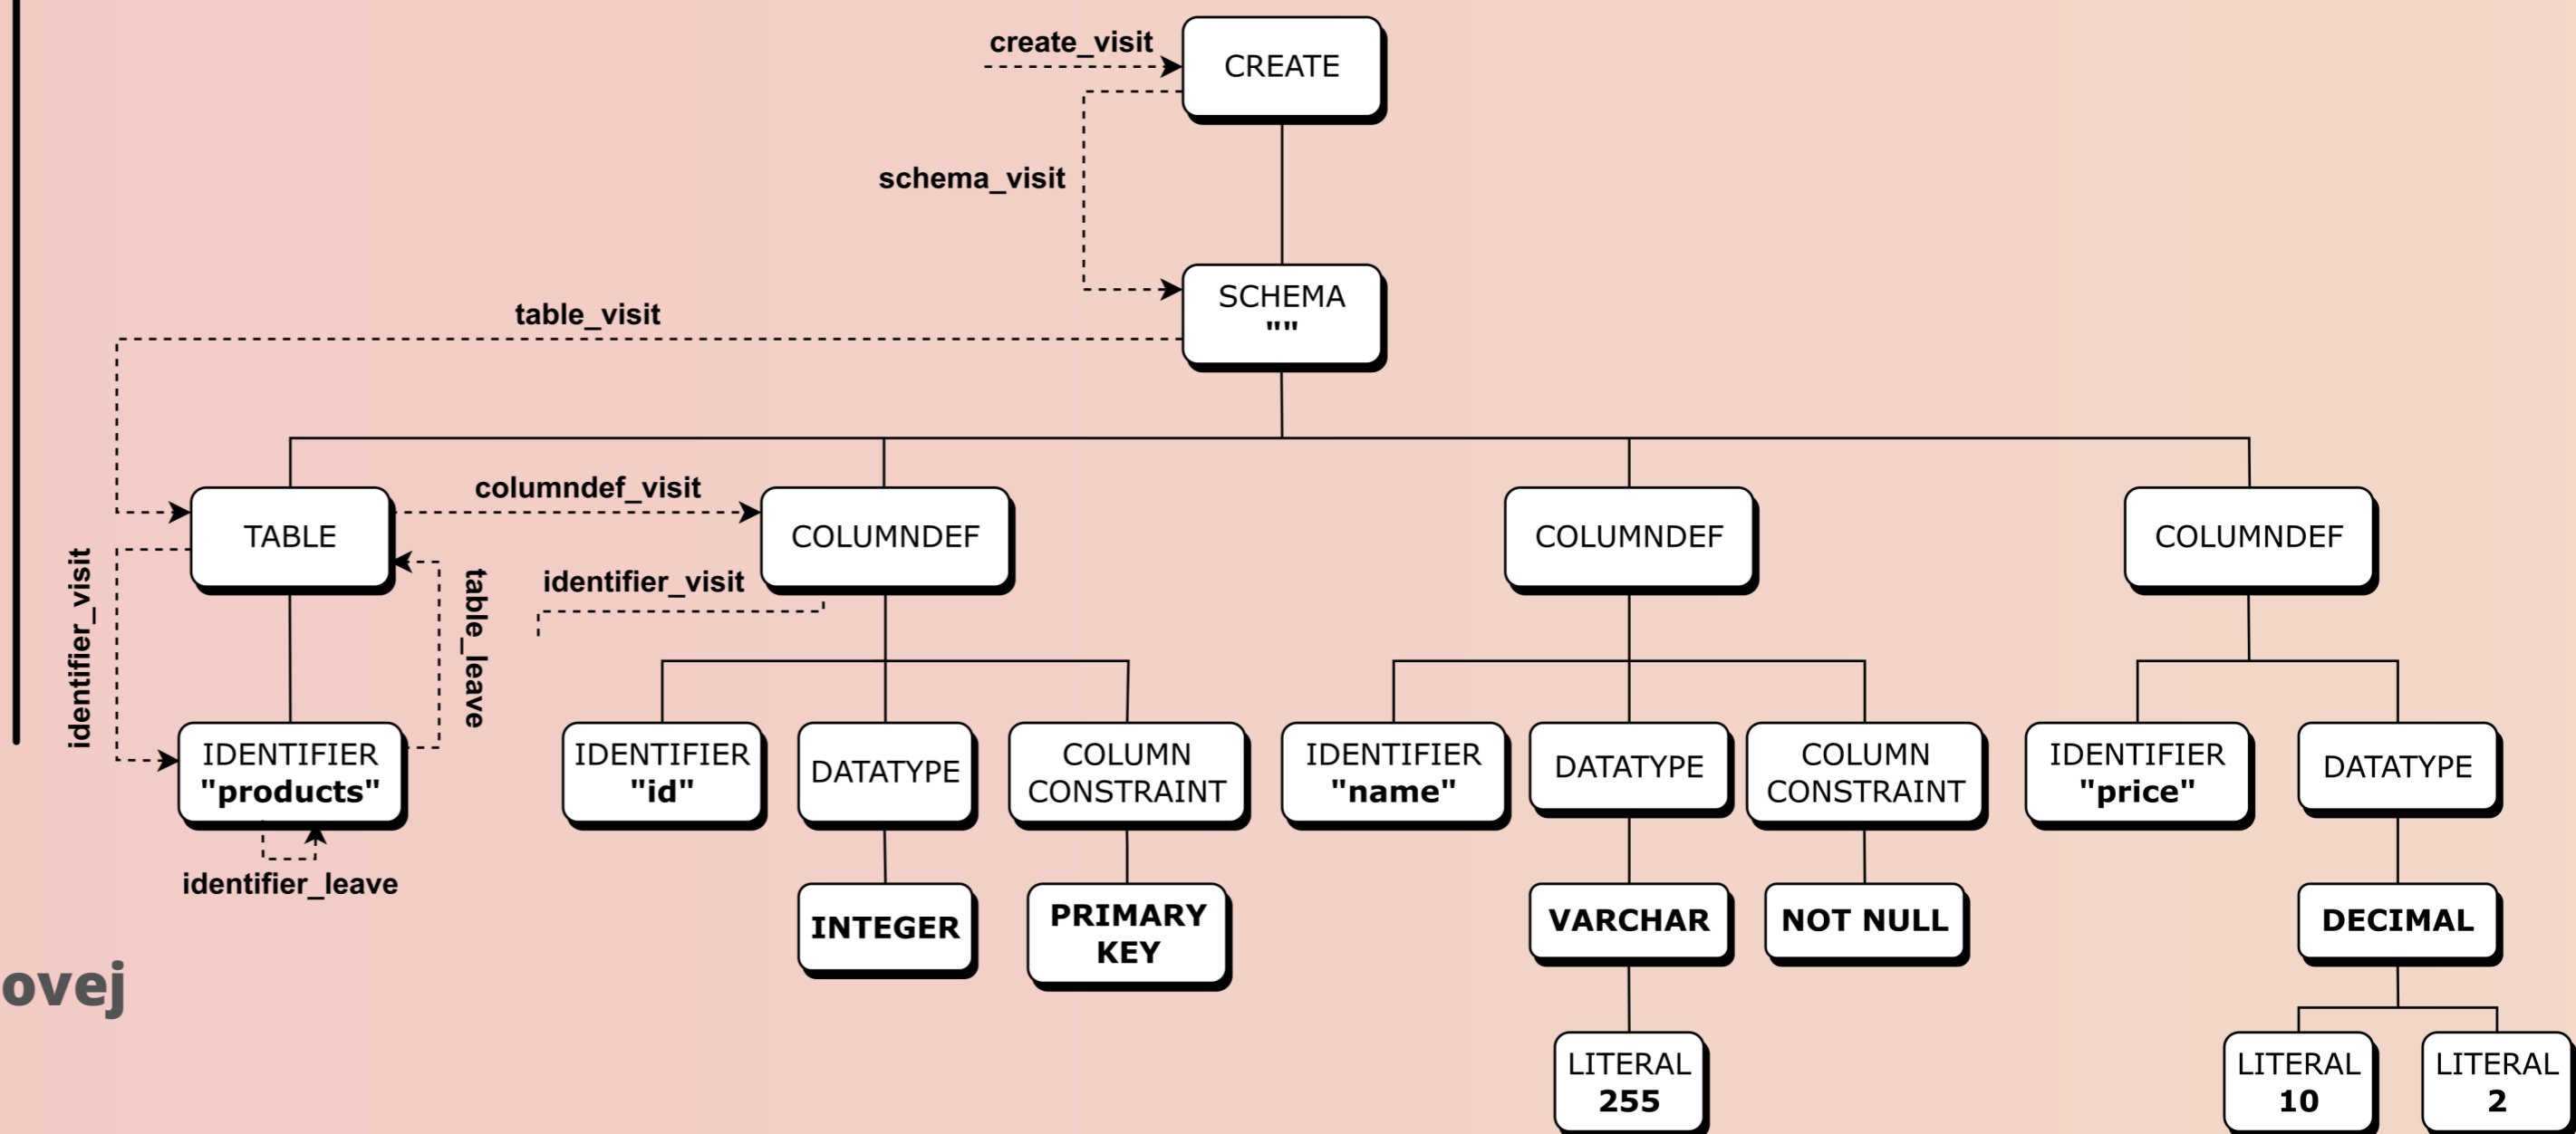 create_visit
CREATE
schema_visit
SCHEMA
""
table_visit
TABLE
columndef_visit
COLUMNDEF
COLUMNDEF
COLUMNDEF
identifier_visit
table_leave
identifier_visit
IDENTIFIER
"products"
IDENTIFIER
"id"
DATATYPE
COLUMN
CONSTRAINT
IDENTIFIER
"name"
DATATYPE
COLUMN
CONSTRAINT
IDENTIFIER
"price"
DATATYPE
identifier_leave
INTEGER
PRIMARY
KEY
VARCHAR
NOT NULL
DECIMAL
ovej
LITERAL
255
LITERAL
10
LITERAL
2